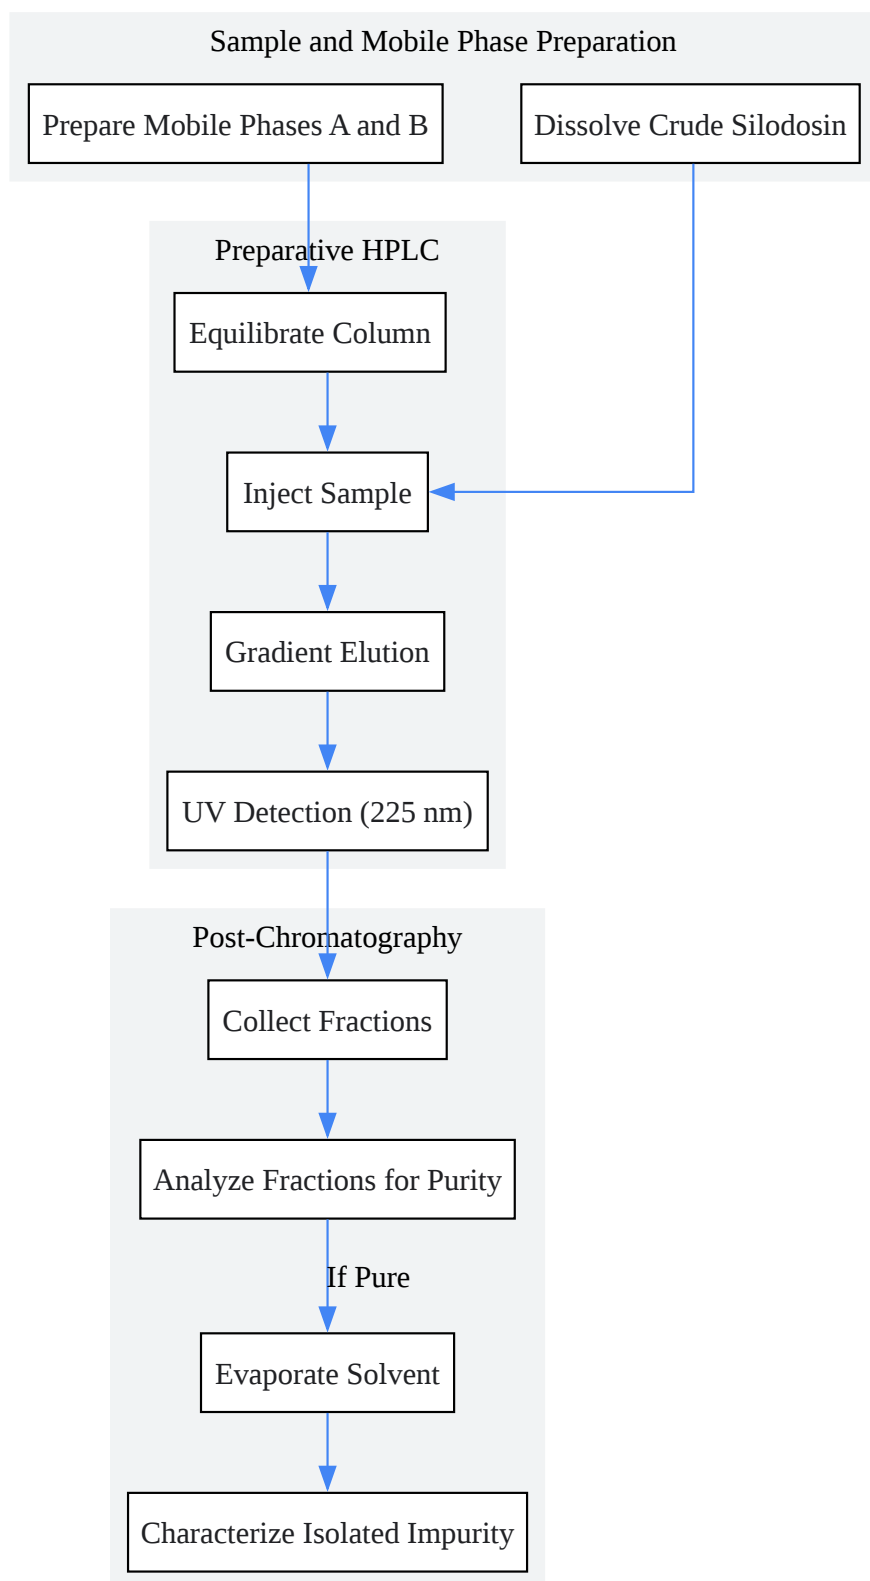 Sample and Mobile Phase Preparation
Prepare Mobile Phases A and B
Dissolve Crude Silodosin
Preparative HPLC
Equilibrate Column
Inject Sample
Gradient Elution
UV Detection (225 nm)
Post-Chromatography
Collect Fractions
Analyze Fractions for Purity
If Pure
Evaporate Solvent
Characterize Isolated Impurity